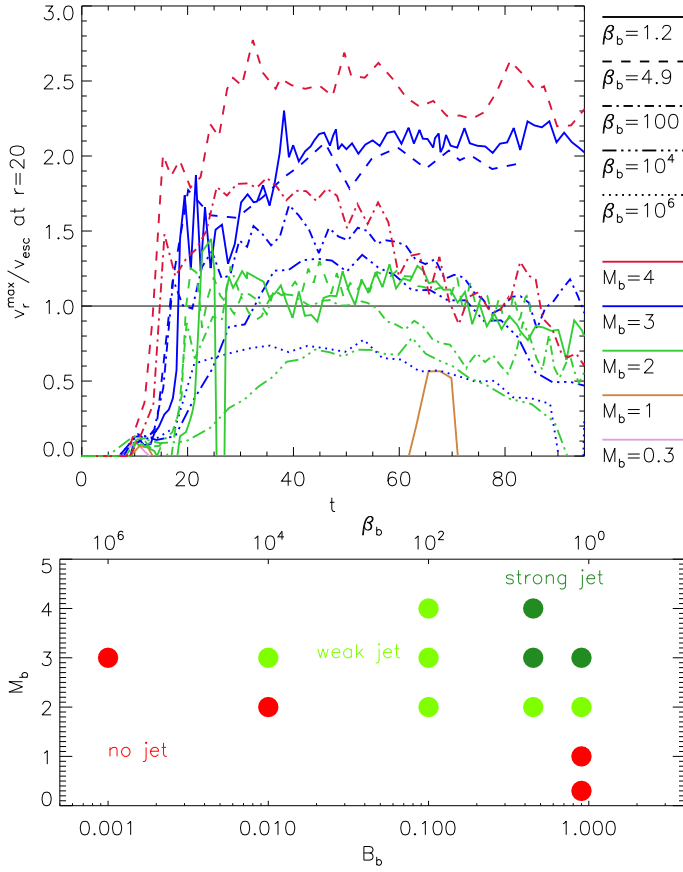 3.0
2.5
2.0
1.5
1.0
0.5
0.0
v_r^max/v_esc at r=20
0
20
40
60
80
t
β_b=1.2
β_b=4.9
β_b=100
β_b=10^4
β_b=10^6
M_b=4
M_b=3
M_b=2
M_b=1
M_b=0.3
β_b
10^6
10^4
10^2
10^0
5
4
3
2
1
0
M_b
strong jet
weak jet
no jet
0.001
0.010
0.100
1.000
B_b